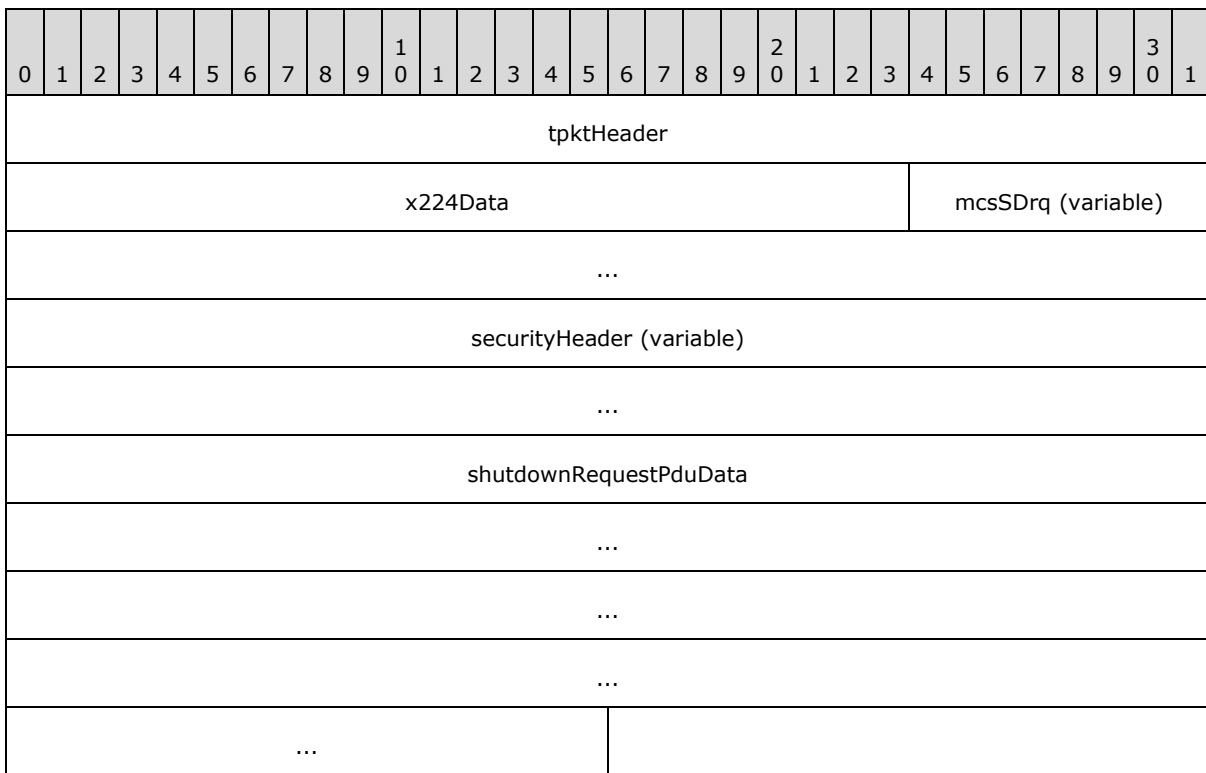 1 2 3
0 1 2 3 4 5 6 7 8 9 0 1 2 3 4 5 6 7 8 9 0 1 2 3 4 5 6 7 8 9 0 1
tpktHeader
x224Data mcsSDrq (variable)
...
securityHeader (variable)
...
shutdownRequestPduData
...
...
...
...